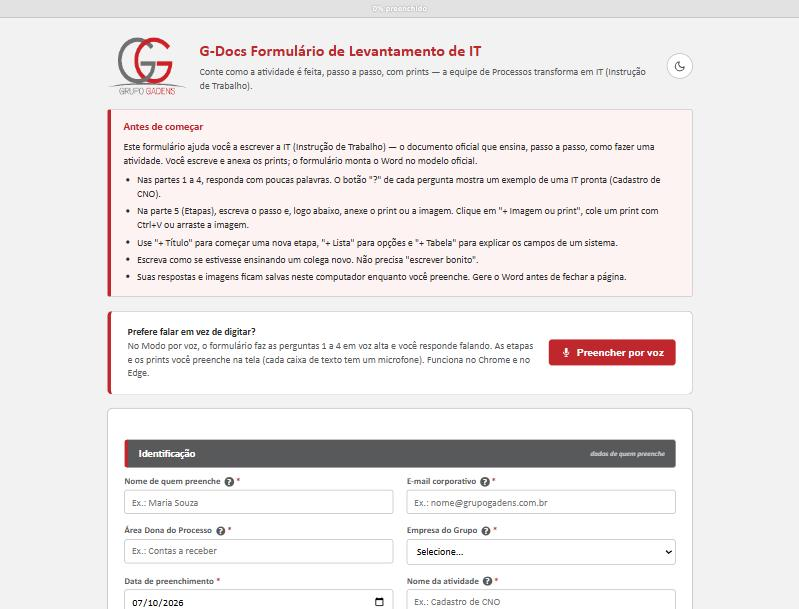 0% preenchido
GRUPO GADENS
G-Docs Formulário de Levantamento de IT
Conte como a atividade é feita, passo a passo, com prints — a equipe de Processos transforma em IT (Instrução
de Trabalho).
Antes de começar
Este formulário ajuda você a escrever a IT (Instrução de Trabalho) — o documento oficial que ensina, passo a passo, como fazer uma
atividade. Você escreve e anexa os prints; o formulário monta o Word no modelo oficial.
• Nas partes 1 a 4, responda com poucas palavras. O botão "?" de cada pergunta mostra um exemplo de uma IT pronta (Cadastro de
CNO).
• Na parte 5 (Etapas), escreva o passo e, logo abaixo, anexe o print ou a imagem. Clique em "+ Imagem ou print", cole um print com
Ctrl+V ou arraste a imagem.
• Use "+ Título" para começar uma nova etapa, "+ Lista" para opções e "+ Tabela" para explicar os campos de um sistema.
• Escreva como se estivesse ensinando um colega novo. Não precisa "escrever bonito".
• Suas respostas e imagens ficam salvas neste computador enquanto você preenche. Gere o Word antes de fechar a página.
Prefere falar em vez de digitar?
No Modo por voz, o formulário faz as perguntas 1 a 4 em voz alta e você responde falando. As etapas
e os prints você preenche na tela (cada caixa de texto tem um microfone). Funciona no Chrome e no
Edge.
Preencher por voz
Identificação
dados de quem preenche
Nome de quem preenche ? *
E-mail corporativo ? *
Ex.: Maria Souza
Ex.: nome@grupogadens.com.br
Área Dona do Processo ? *
Empresa do Grupo ? *
Ex.: Contas a receber
Selecione...
Data de preenchimento *
Nome da atividade ? *
07/10/2026
Ex.: Cadastro de CNO